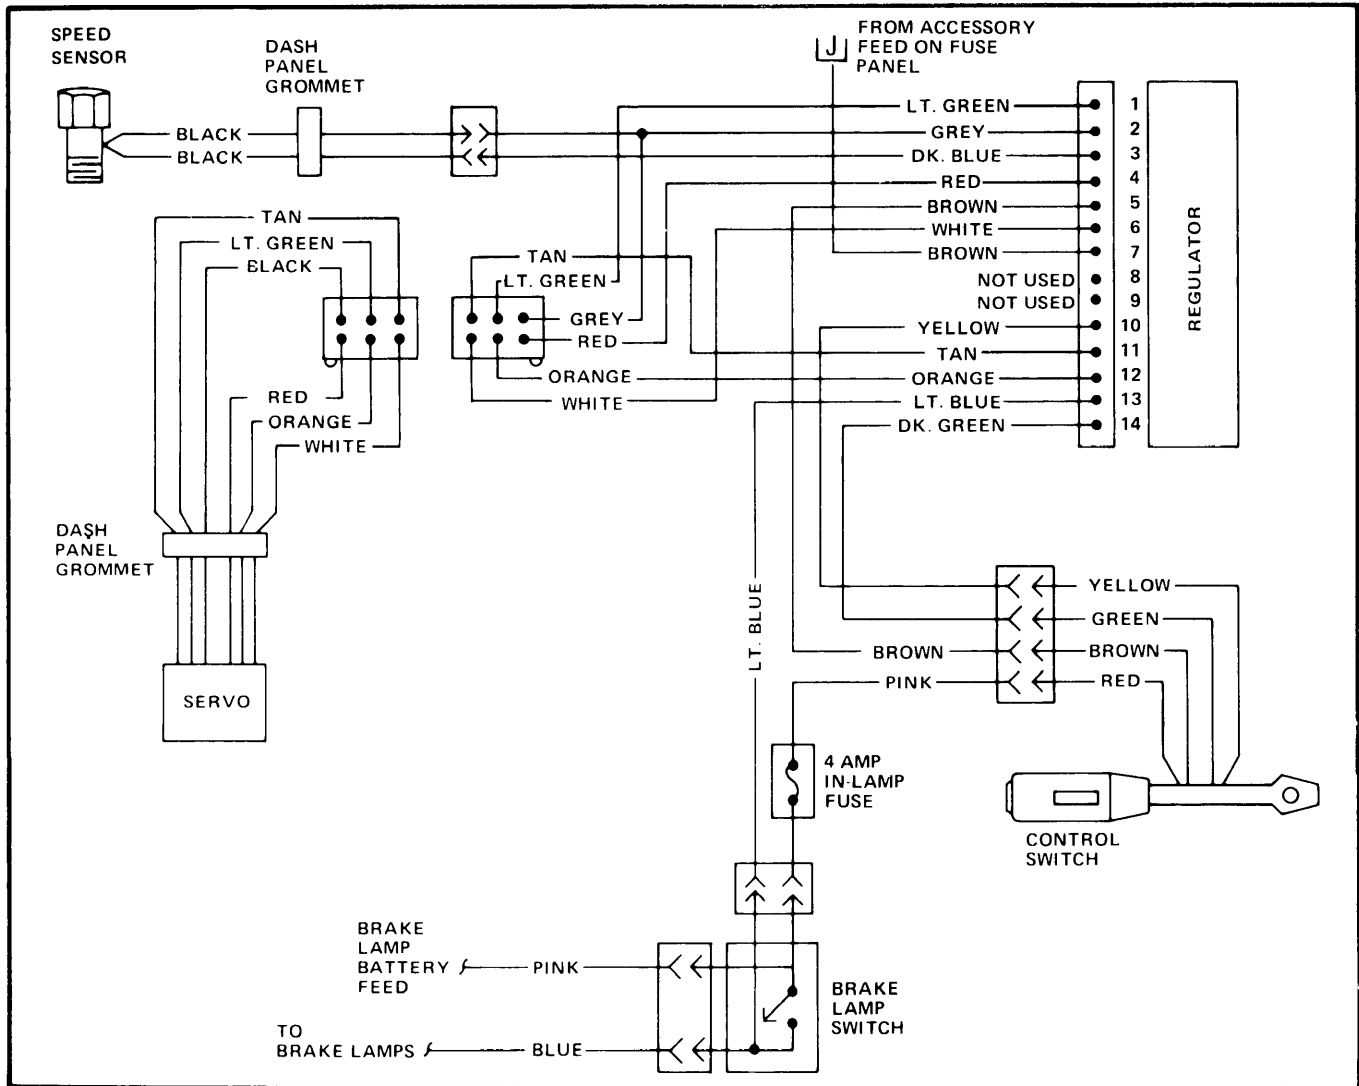 SPEED
SENSOR
DASH
PANEL
GROMMET
J
FROM ACCESSORY
FEED ON FUSE
PANEL
BLACK
BLACK
LT. GREEN
1
GREY
2
DK. BLUE
3
RED
4
BROWN
5
WHITE
6
BROWN
7
NOT USED
8
NOT USED
9
YELLOW
10
TAN
11
ORANGE
12
LT. BLUE
13
DK. GREEN
14
REGULATOR
TAN
LT. GREEN
BLACK
TAN
LT. GREEN
GREY
RED
ORANGE
WHITE
RED
ORANGE
WHITE
DASH
PANEL
GROMMET
SERVO
LT. BLUE
YELLOW
GREEN
BROWN
BROWN
PINK
RED
4 AMP
IN-LAMP
FUSE
CONTROL
SWITCH
BRAKE
LAMP
BATTERY
FEED
PINK
BRAKE
LAMP
SWITCH
TO
BRAKE LAMPS
BLUE